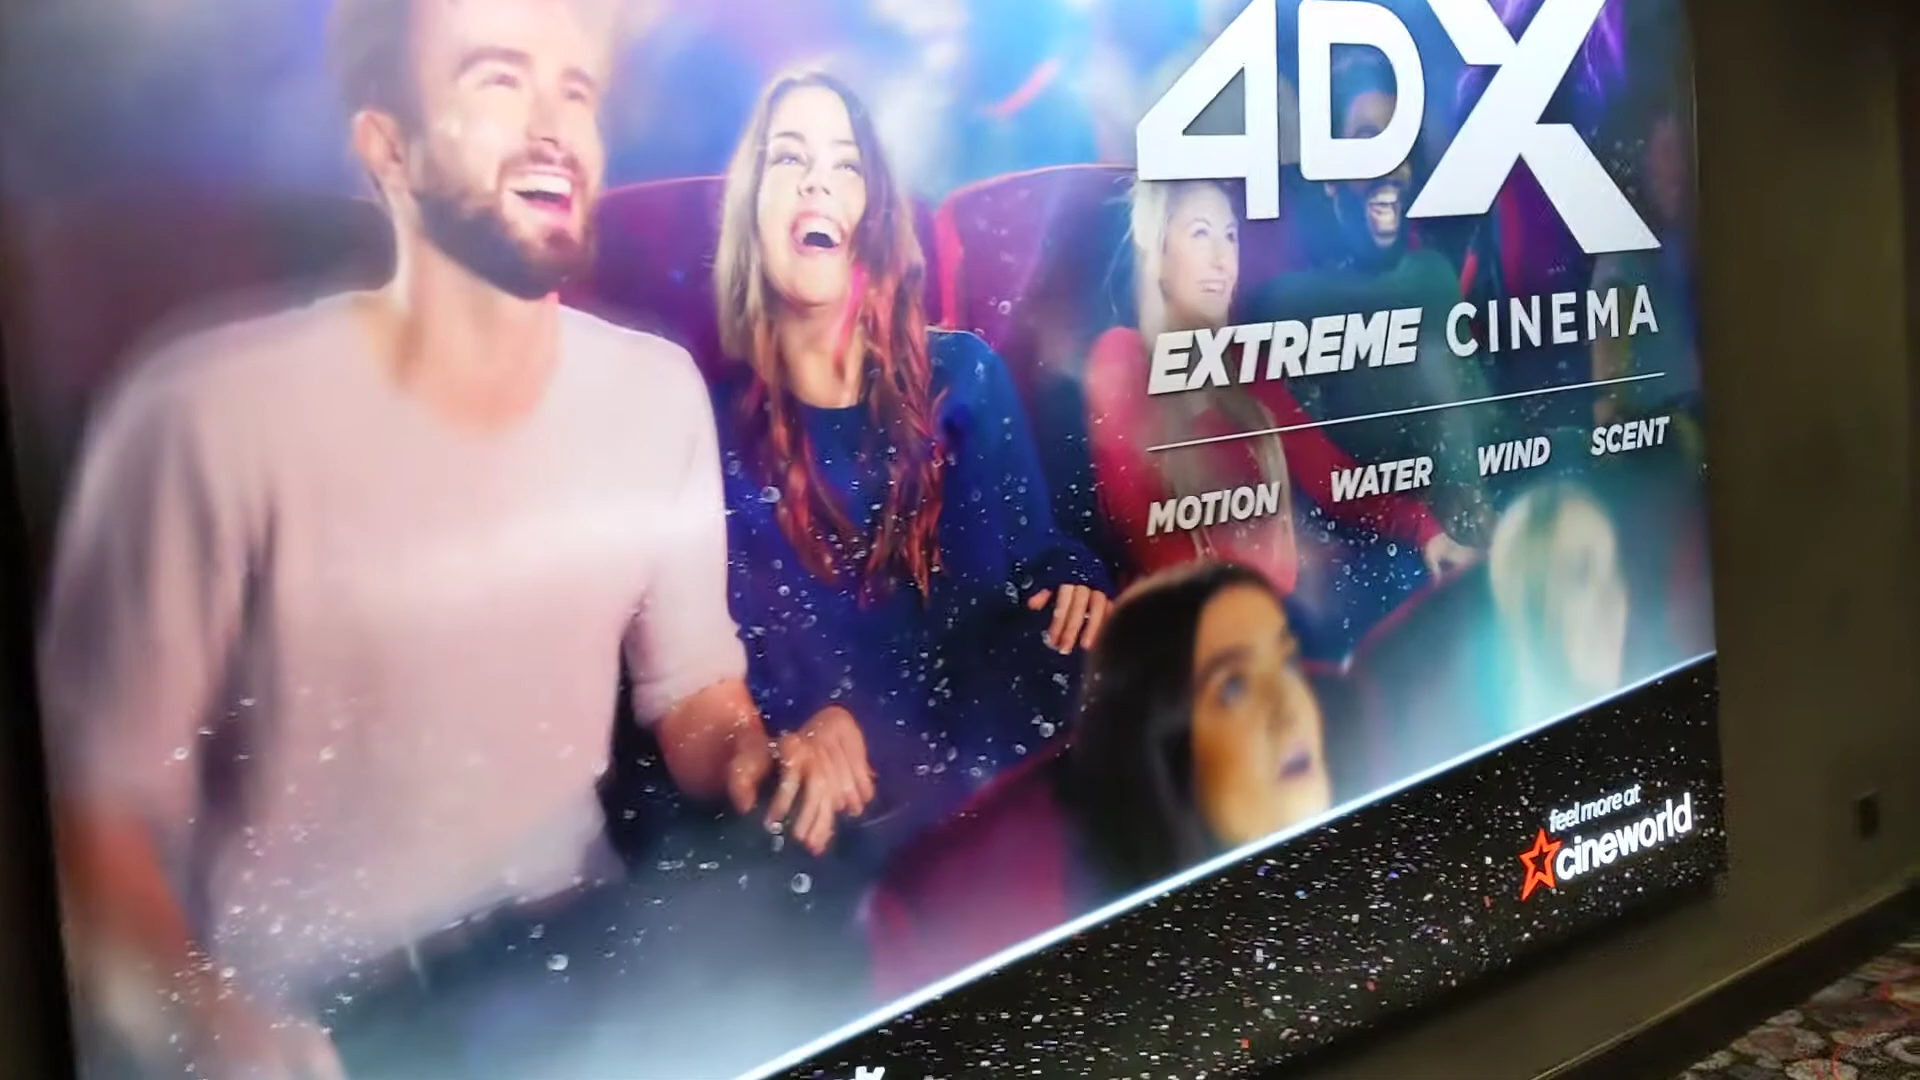 4DX
EXTREME CINEMA
MOTION WATER WIND SCENT
feel more at
cineworld